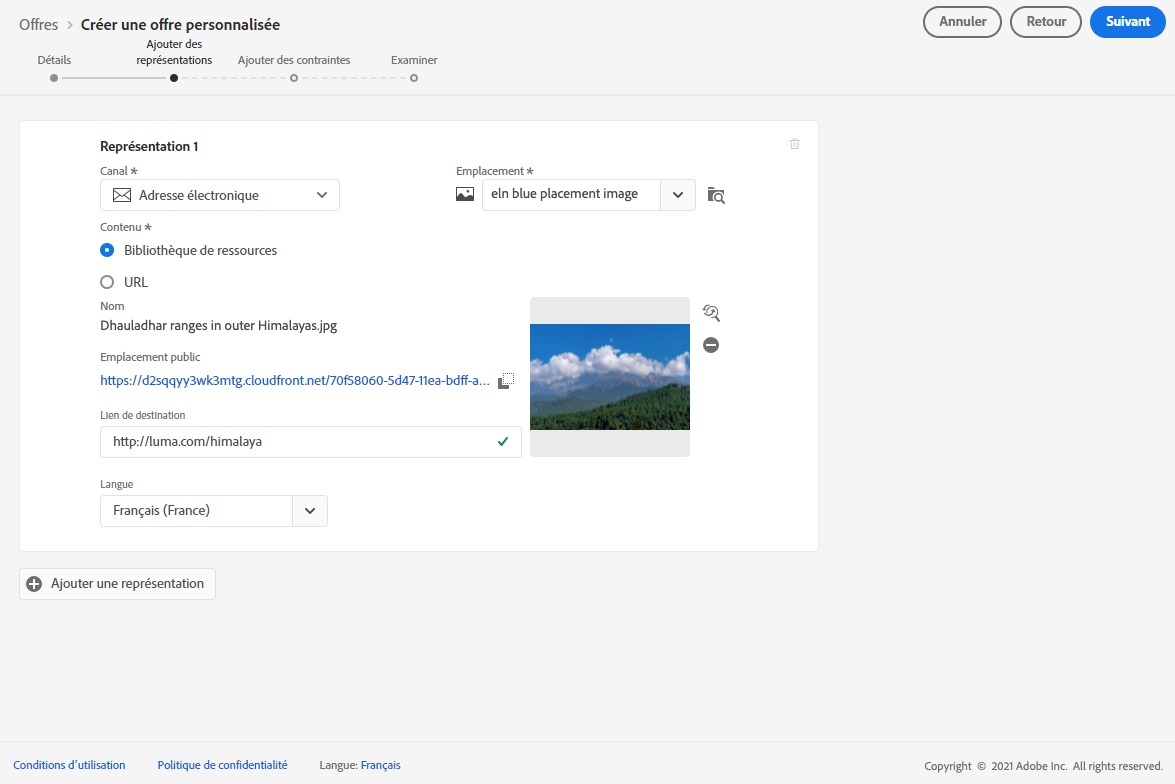 Offres > Créer une offre personnalisée
Annuler
Retour
Suivant
Détails
Ajouter des
représentations
Ajouter des contraintes
Examiner
Représentation 1
Canal *
Adresse électronique
Emplacement *
eln blue placement image
Contenu *
Bibliothèque de ressources
URL
Nom
Dhauladhar ranges in outer Himalayas.jpg
Emplacement public
https://d2sqqyy3wk3mtg.cloudfront.net/70f58060-5d47-11ea-bdff-a...
Lien de destination
http://luma.com/himalaya
Langue
Français (France)
Ajouter une représentation
Conditions d'utilisation
Politique de confidentialité
Langue: Français
Copyright © 2021 Adobe Inc. All rights reserved.